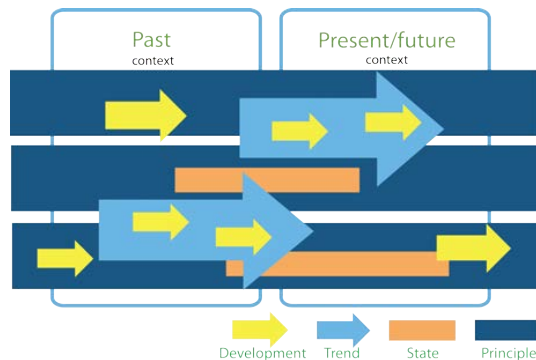 Past
context
Present/future
context
Development
Trend
State
Principle